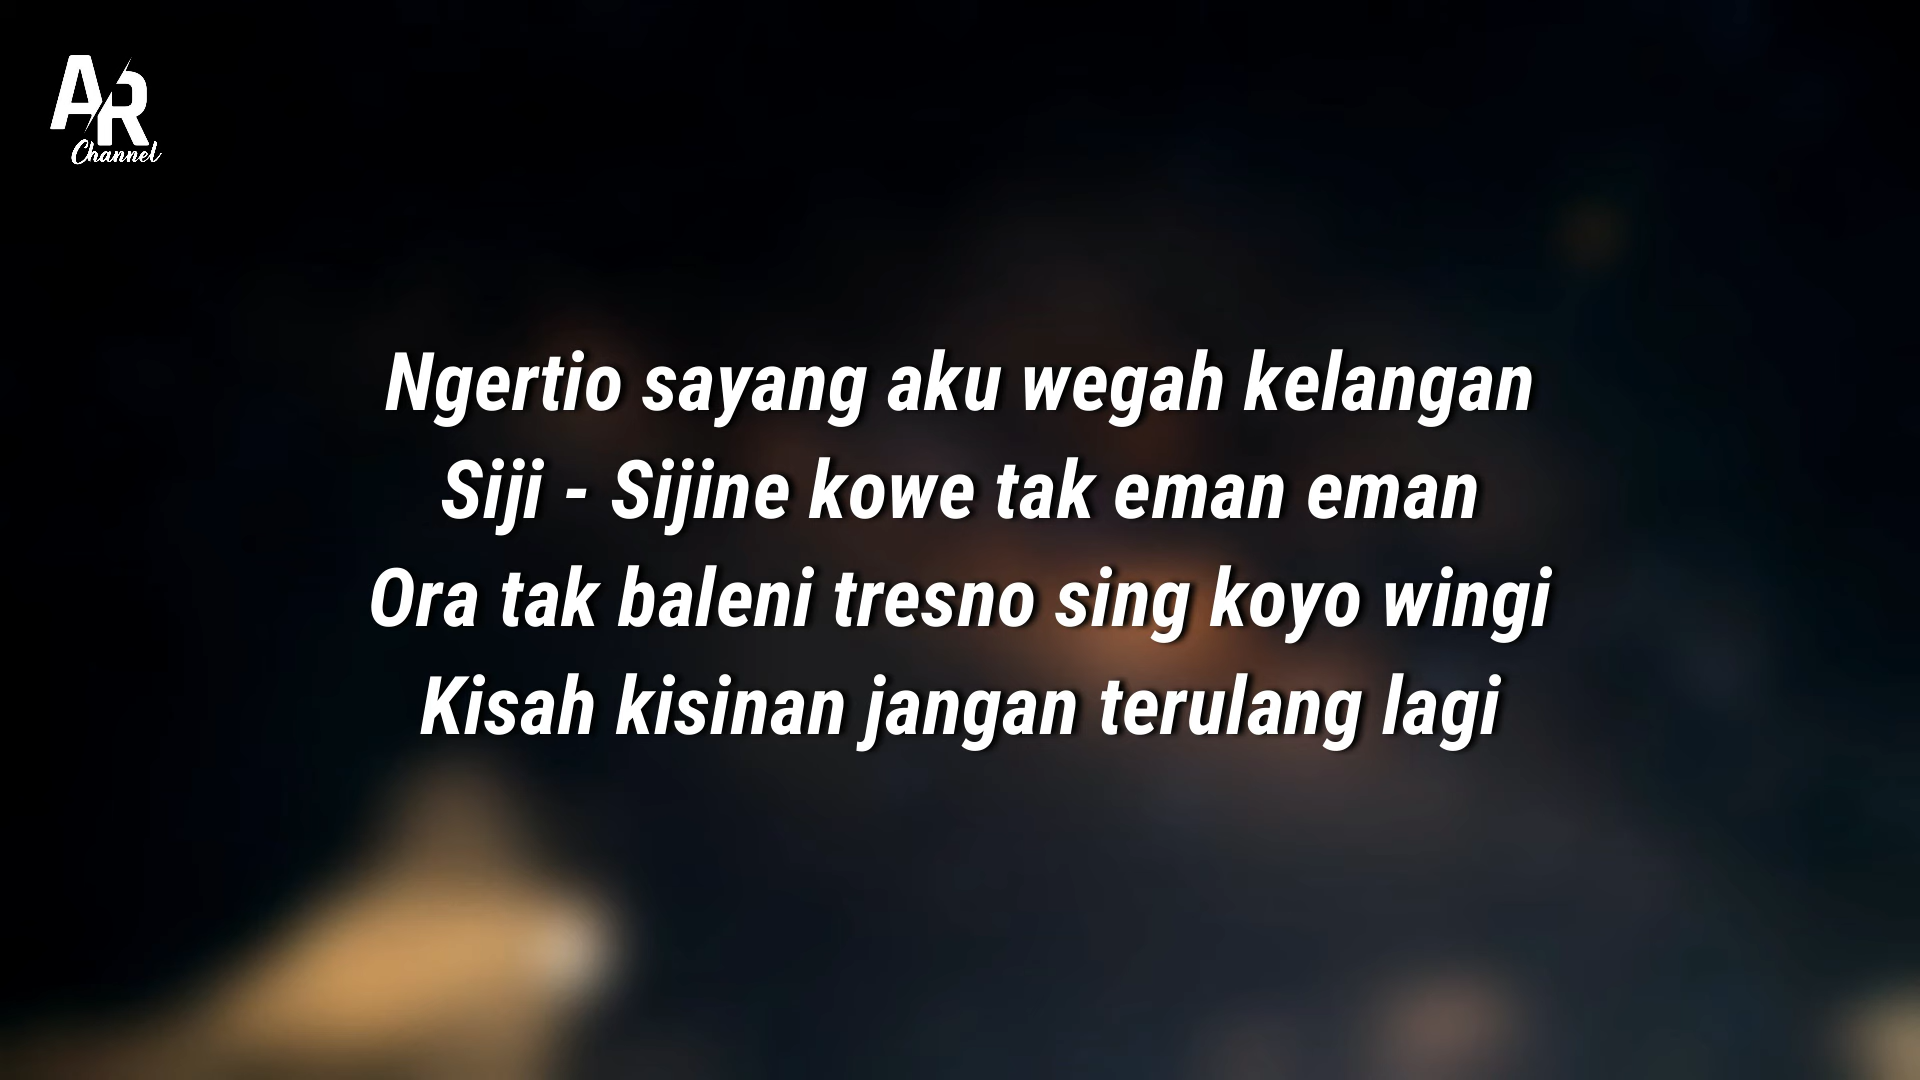 AR
Channel
Ngertio sayang aku wegah kelangan
Siji - Sijine kowe tak eman eman
Ora tak baleni tresno sing koyo wingi
Kisah kisinan jangan terulang lagi